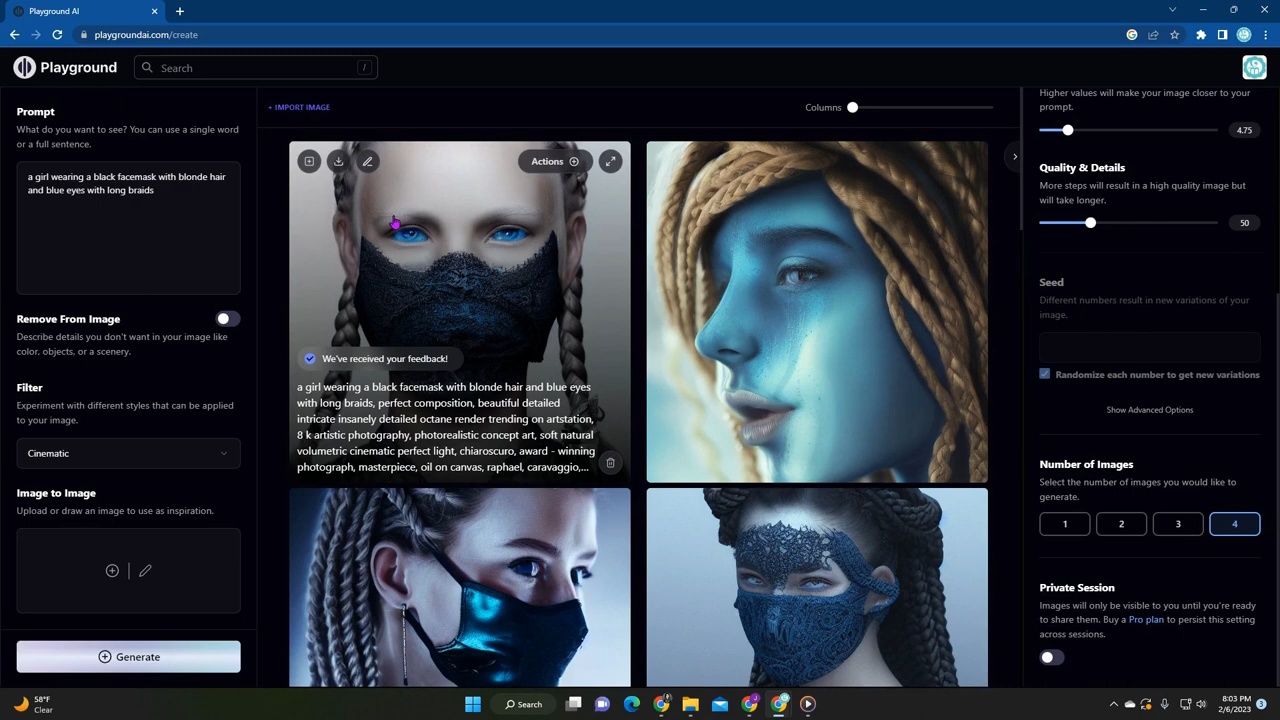 Playground AI
playgroundai.com/create
Playground
Search
/
Prompt
What do you want to see? You can use a single word
or a full sentence.
a girl wearing a black facemask with blonde hair
and blue eyes with long braids
Remove From Image
Describe details you don't want in your image like
color, objects, or a scenery.
Filter
Experiment with different styles that can be applied
to your image.
Cinematic
Image to Image
Upload or draw an image to use as inspiration.
Generate
+ IMPORT IMAGE
Columns
Actions
We've received your feedback!
a girl wearing a black facemask with blonde hair and blue eyes
with long braids, perfect composition, beautiful detailed
intricate insanely detailed octane render trending on artstation,
8 k artistic photography, photorealistic concept art, soft natural
volumetric cinematic perfect light, chiaroscuro, award - winning
photograph, masterpiece, oil on canvas, raphael, caravaggio,...
Higher values will make your image closer to your
prompt.
4.75
Quality & Details
More steps will result in a high quality image but
will take longer.
50
Seed
Different numbers result in new variations of your
image.
Randomize each number to get new variations
Show Advanced Options
Number of Images
Select the number of images you would like to
generate.
1 2 3 4
Private Session
Images will only be visible to you until you're ready
to share them. Buy a Pro plan to persist this setting
across sessions.
58°F
Clear
Search
8:03 PM
2/6/2023
3